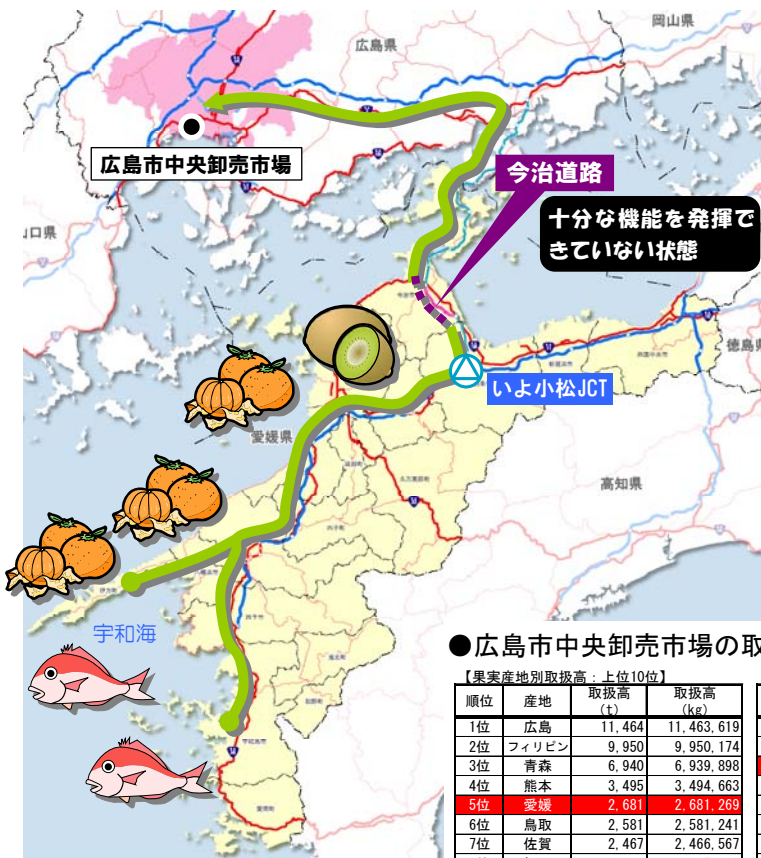 岡山県
広島県
広島市中央卸売市場
今治道路
十分な機能を発揮で
きていない状態
口県
徳島県
いよ小松JCT
愛媛県
高知県
伊方町
宇和海
●広島市中央卸売市場の取
【果実産地別取扱高：上位10位】
順位 産地 取扱高(t) 取扱高(kg)
1位 広島 11,464 11,463,619
2位 フィリピン 9,950 9,950,174
3位 青森 6,940 6,939,898
4位 熊本 3,495 3,494,663
5位 愛媛 2,681 2,681,269
6位 鳥取 2,581 2,581,241
7位 佐賀 2,467 2,466,567